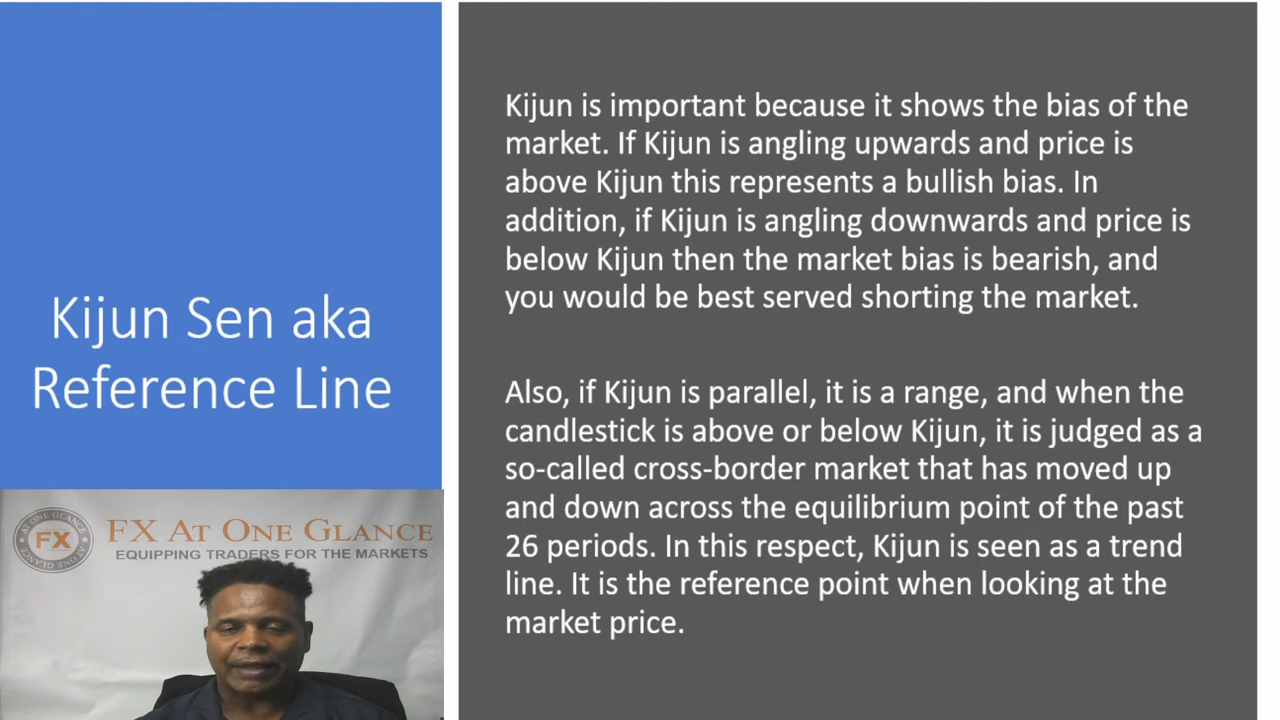 Kijun Sen aka
Reference Line
Kijun is important because it shows the bias of the
market. If Kijun is angling upwards and price is
above Kijun this represents a bullish bias. In
addition, if Kijun is angling downwards and price is
below Kijun then the market bias is bearish, and
you would be best served shorting the market.
Also, if Kijun is parallel, it is a range, and when the
candlestick is above or below Kijun, it is judged as a
so-called cross-border market that has moved up
and down across the equilibrium point of the past
26 periods. In this respect, Kijun is seen as a trend
line. It is the reference point when looking at the
market price.
AT ONE GLANCE
FX
AT ONE GLANCE
FX AT ONE GLANCE
EQUIPPING TRADERS FOR THE MARKETS